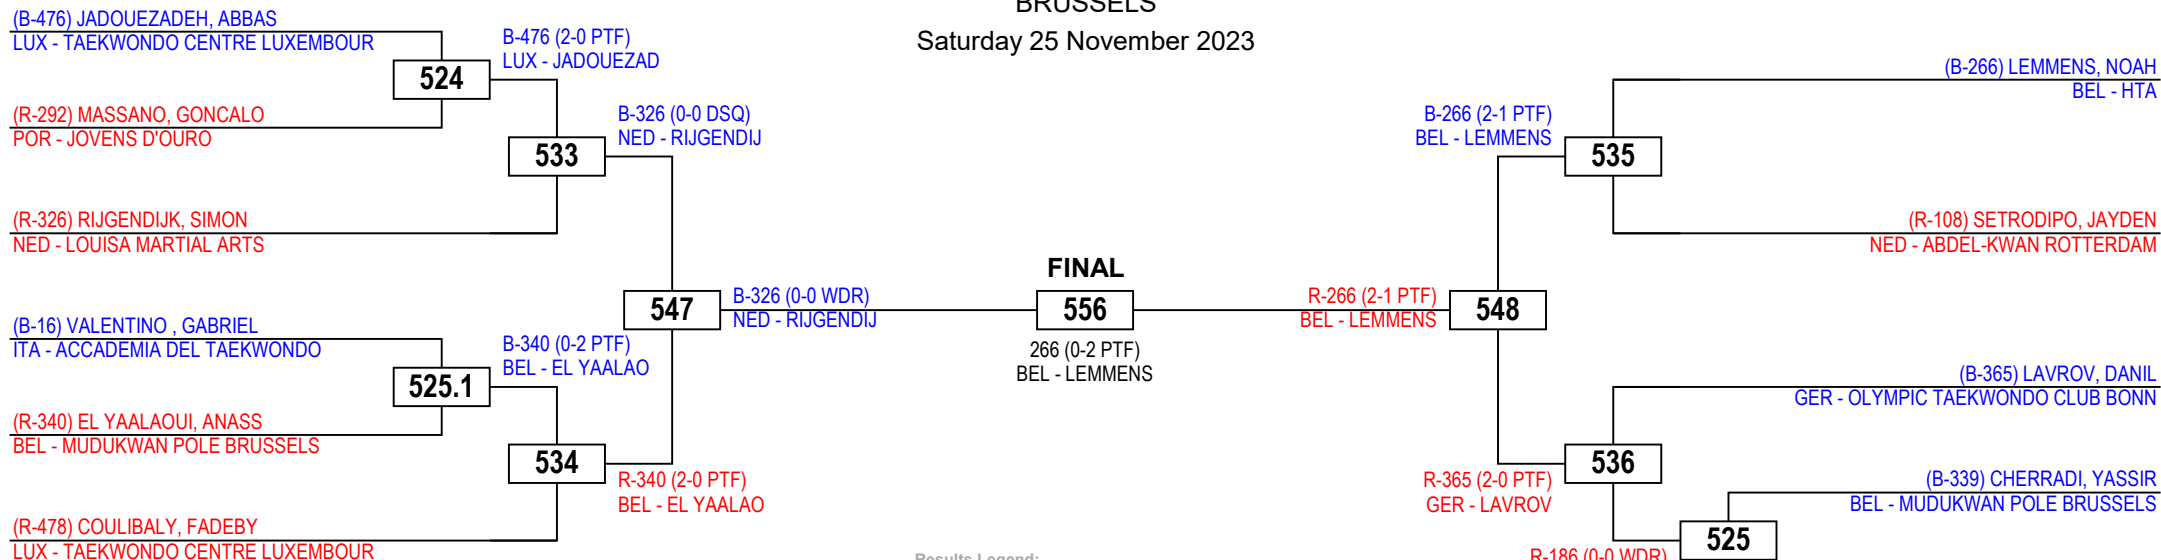 BRUSSELS
Saturday 25 November 2023
(B-476) JADOUEZADEH, ABBAS
LUX - TAEKWONDO CENTRE LUXEMBOUR
524
(R-292) MASSANO, GONCALO
POR - JOVENS D'OURO
B-476 (2-0 PTF)
LUX - JADOUEZAD
533
(R-326) RIJGENDIJK, SIMON
NED - LOUISA MARTIAL ARTS
B-326 (0-0 DSQ)
NED - RIJGENDIJ
(B-16) VALENTINO , GABRIEL
ITA - ACCADEMIA DEL TAEKWONDO
525.1
(R-340) EL YAALAOUI, ANASS
BEL - MUDUKWAN POLE BRUSSELS
B-340 (0-2 PTF)
BEL - EL YAALAO
534
(R-478) COULIBALY, FADEBY
LUX - TAEKWONDO CENTRE LUXEMBOUR
R-340 (2-0 PTF)
BEL - EL YAALAO
547
B-326 (0-0 WDR)
NED - RIJGENDIJ
FINAL
556
266 (0-2 PTF)
BEL - LEMMENS
R-266 (2-1 PTF)
BEL - LEMMENS
548
B-266 (2-1 PTF)
BEL - LEMMENS
535
(B-266) LEMMENS, NOAH
BEL - HTA
(R-108) SETRODIPO, JAYDEN
NED - ABDEL-KWAN ROTTERDAM
R-365 (2-0 PTF)
GER - LAVROV
536
(B-365) LAVROV, DANIL
GER - OLYMPIC TAEKWONDO CLUB BONN
(B-339) CHERRADI, YASSIR
BEL - MUDUKWAN POLE BRUSSELS
525
R-186 (0-0 WDR)
Results Legend: